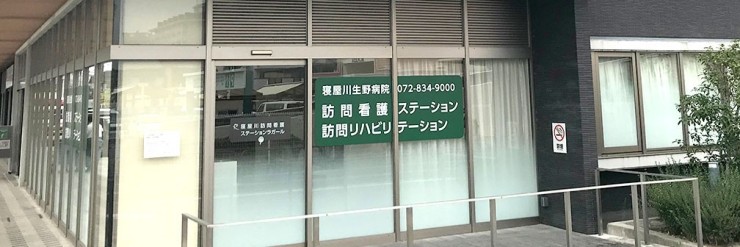 寝屋川生野病院 072-834-9000
訪問看護ステーション
訪問リハビリテーション
寝屋川訪問看護
ステーションラガール